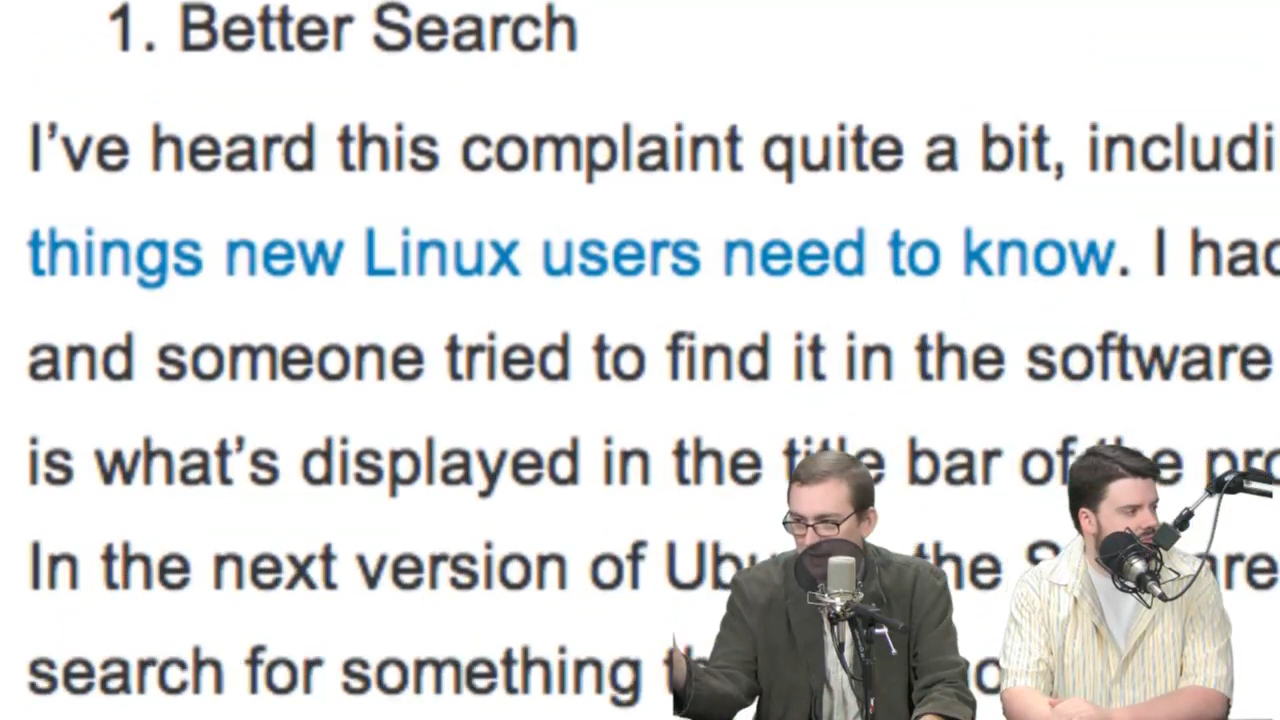 1. Better Search
I’ve heard this complaint quite a bit,
things new Linux users need to know. I
and someone tried to find it in the software
is what’s displayed in the title bar of the
In the next version of
search for something